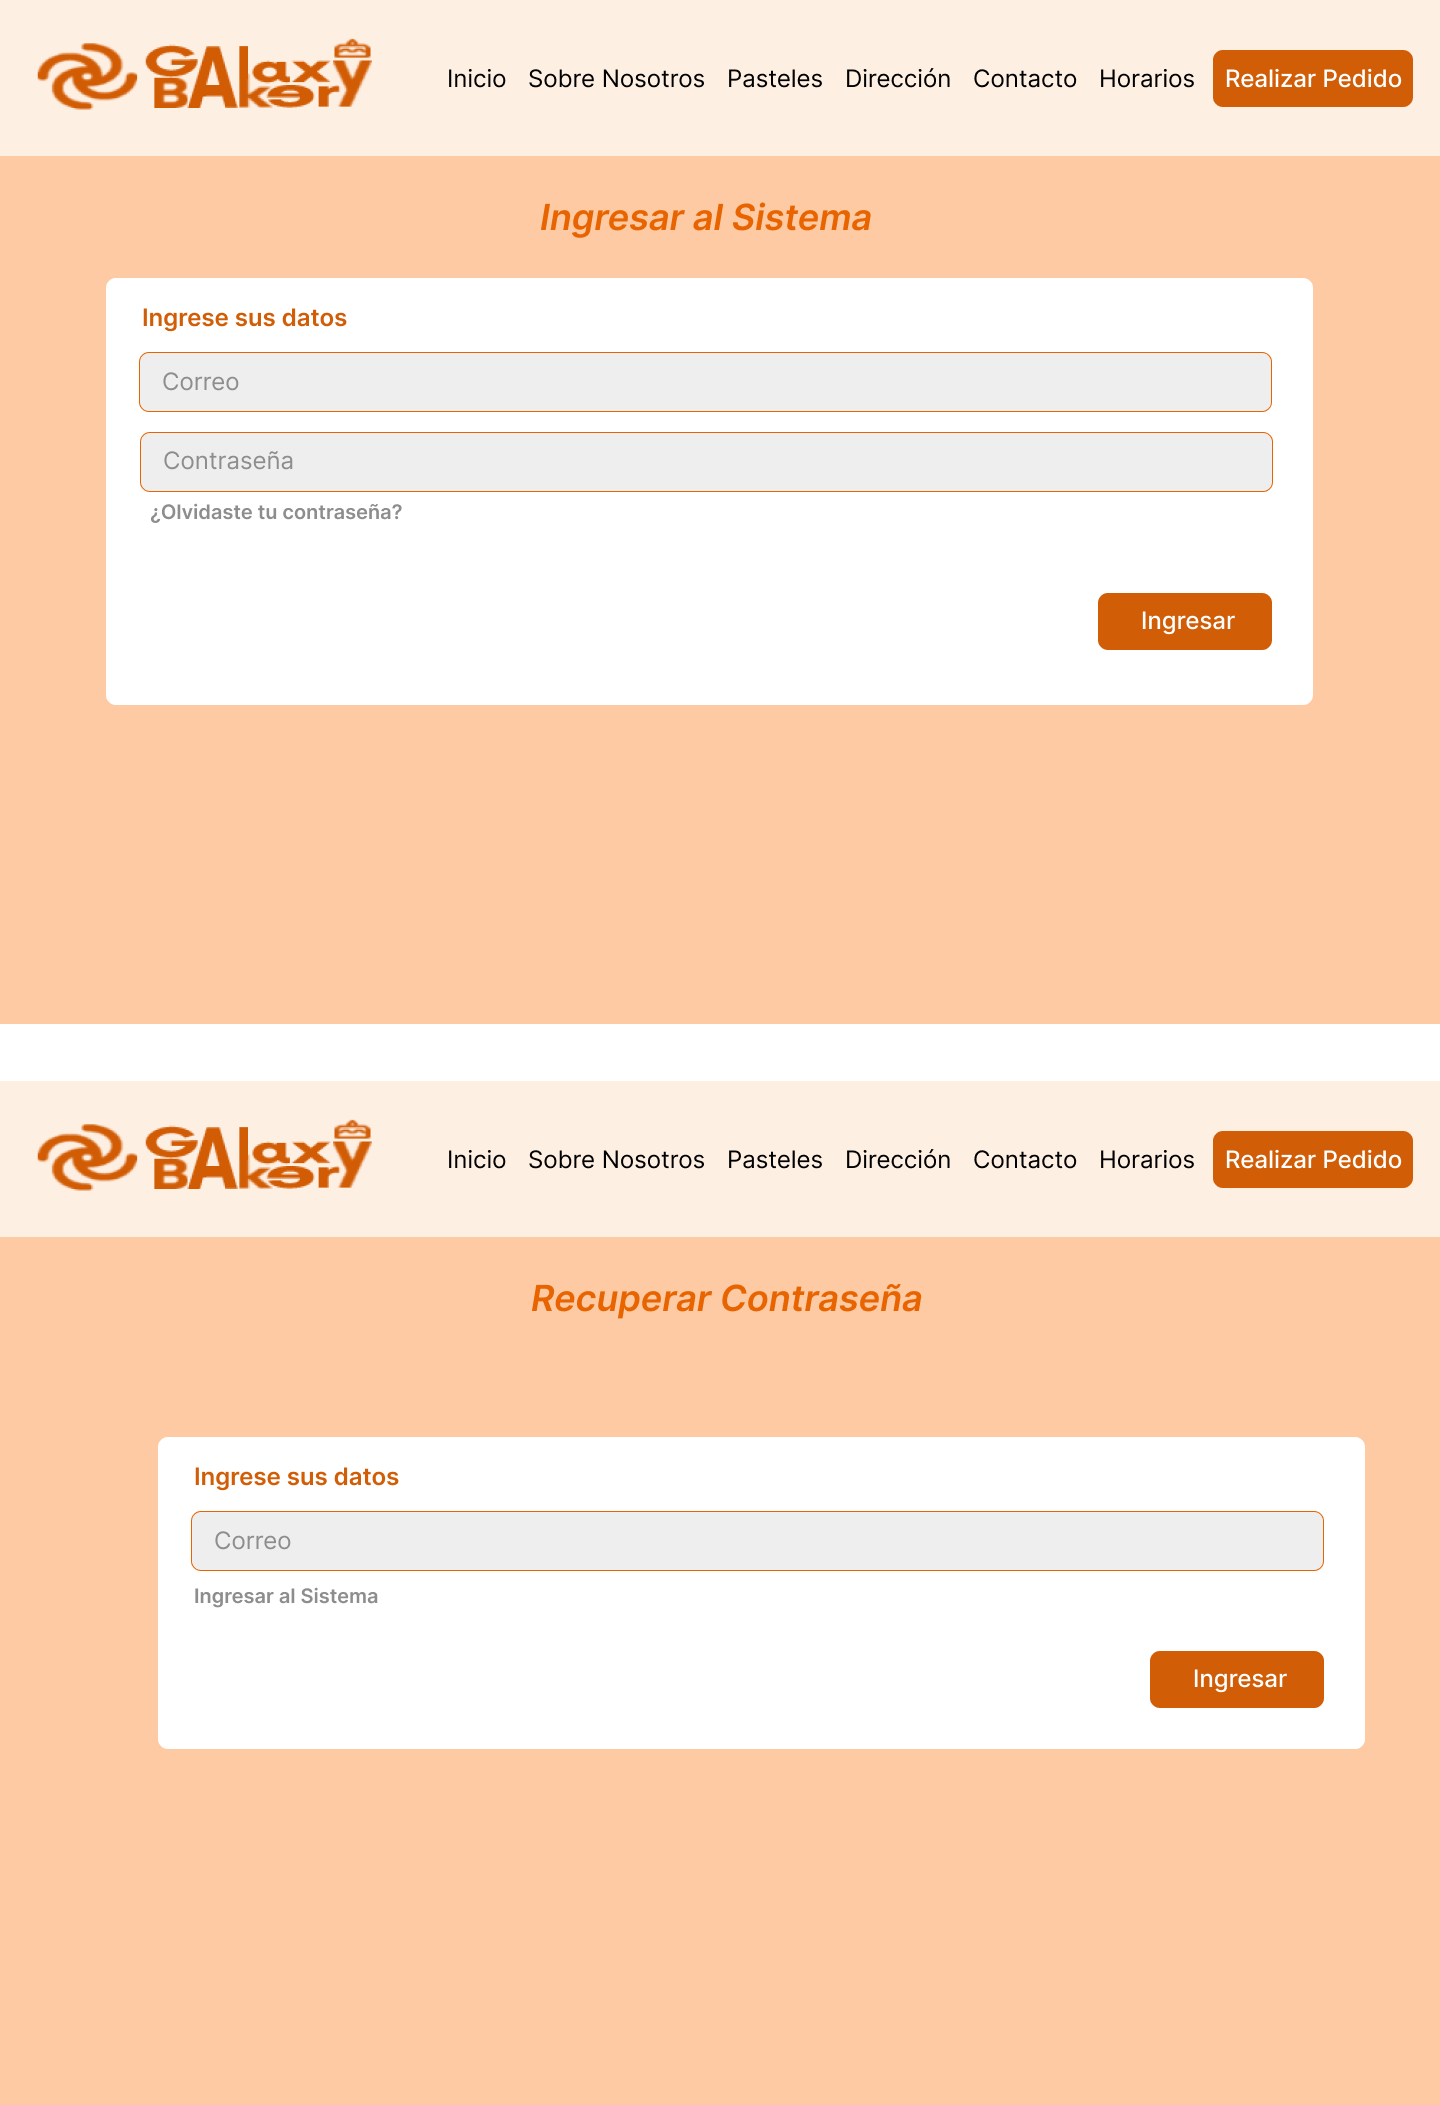 GAlaxy
BAkery
Inicio Sobre Nosotros Pasteles Dirección Contacto Horarios Realizar Pedido
Ingresar al Sistema
Ingrese sus datos
Correo
Contraseña
¿Olvidaste tu contraseña?
Ingresar
GAlaxy
BAkery
Inicio Sobre Nosotros Pasteles Dirección Contacto Horarios Realizar Pedido
Recuperar Contraseña
Ingrese sus datos
Correo
Ingresar al Sistema
Ingresar